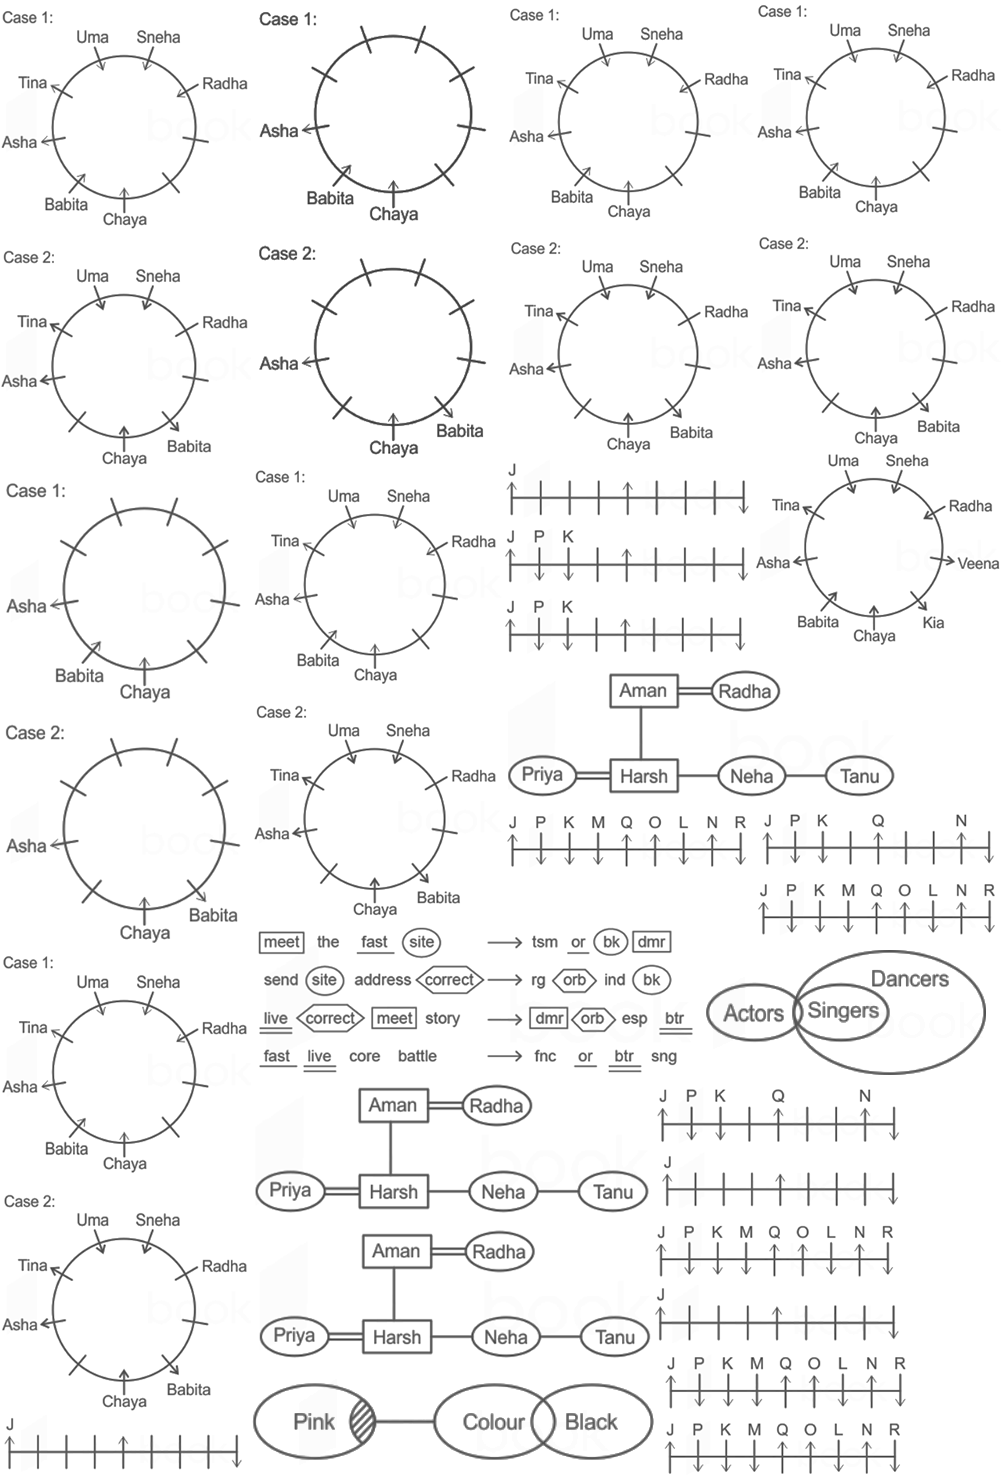 Case 1:
Uma Sneha
Tina Radha
Asha
Babita
Chaya
Case 1:
Asha
Babita
Chaya
Case 1:
Uma Sneha
Tina Radha
Asha
Babita
Chaya
Case 1:
Uma Sneha
Tina Radha
Asha
Babita
Chaya
Case 2:
Uma Sneha
Tina Radha
Asha
Babita
Chaya
Case 2:
Asha
Babita
Chaya
Case 2:
Uma Sneha
Tina Radha
Asha
Babita
Chaya
Case 2:
Uma Sneha
Tina Radha
Asha
Babita
Chaya
Case 1:
Asha
Babita
Chaya
Case 1:
Uma Sneha
Tina Radha
Asha
Babita
Chaya
J
J P K
J P K
Uma Sneha
Tina Radha
Asha Veena
Babita Kia
Chaya
Aman Radha
Priya Harsh Neha Tanu
Case 2:
Asha
Babita
Chaya
Case 2:
Uma Sneha
Tina Radha
Asha
Babita
Chaya
J P K M Q O L N R
J P K Q N
J P K M Q O L N R
meet the fast site tsm or bk dmr
send site address correct rg orb ind bk
live correct meet story dmr orb esp btr
fast live core battle fnc or btr sng
Actors Singers Dancers
Case 1:
Uma Sneha
Tina Radha
Asha
Babita
Chaya
Aman Radha
Priya Harsh Neha Tanu
J P K Q N
J
J P K M Q O L N R
J
J P K M Q O L N R
J P K M Q O L N R
Case 2:
Uma Sneha
Tina Radha
Asha
Babita
Chaya
Aman Radha
Priya Harsh Neha Tanu
Pink Colour Black
J
book